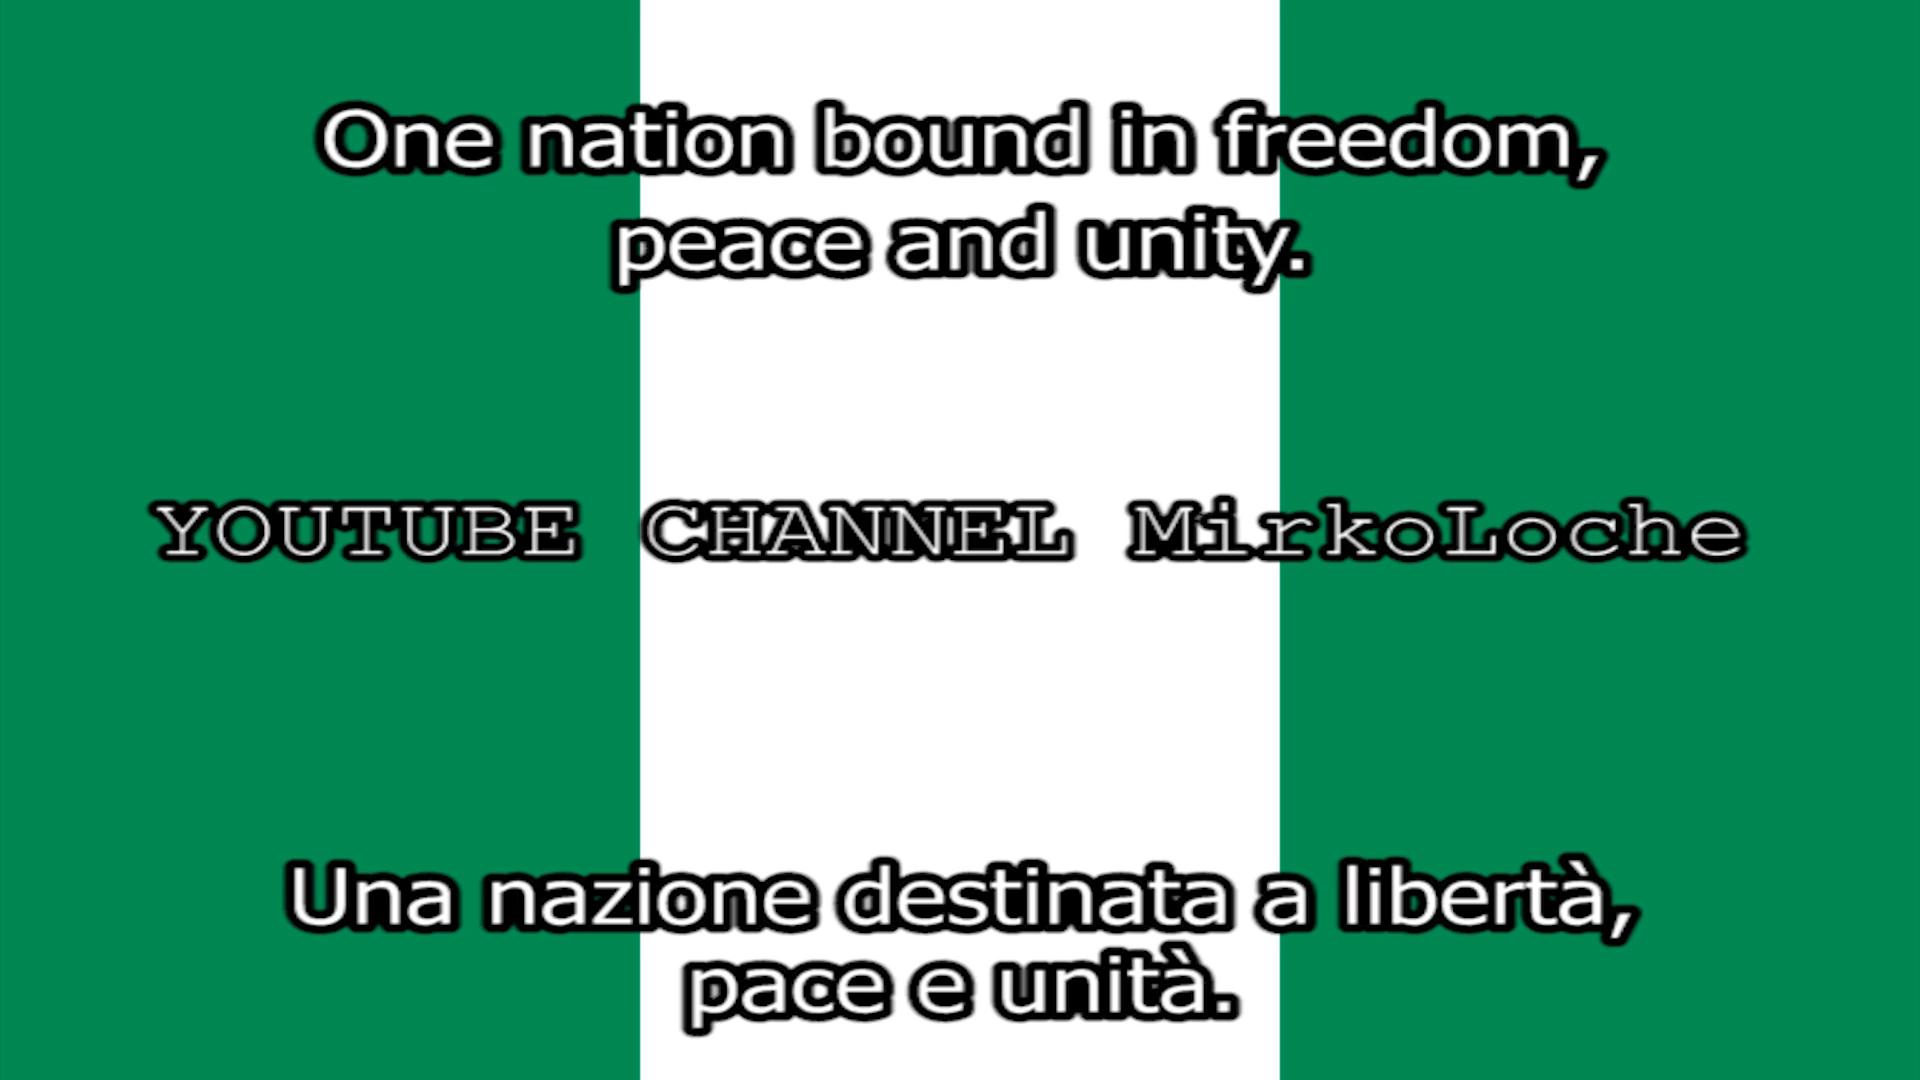 One nation bound in freedom,
peace and unity.
YOUTUBE CHANNEL MirkoLoche
Una nazione destinata a libertà,
pace e unità.